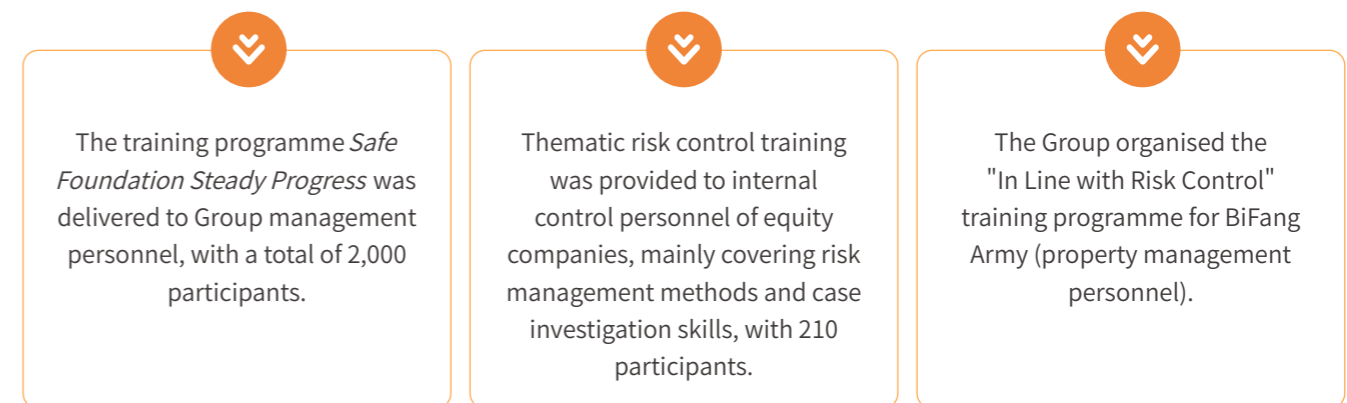 The training programme Safe
Foundation Steady Progress was
delivered to Group management
personnel, with a total of 2,000
participants.
Thematic risk control training
was provided to internal
control personnel of equity
companies, mainly covering risk
management methods and case
investigation skills, with 210
participants.
The Group organised the
"In Line with Risk Control"
training programme for BiFang
Army (property management
personnel).